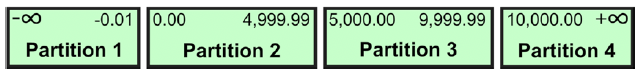 -∞ -0.01 0.00 4,999.99 5,000.00 9,999.99 10,000.00 +∞
Partition 1 Partition 2 Partition 3 Partition 4